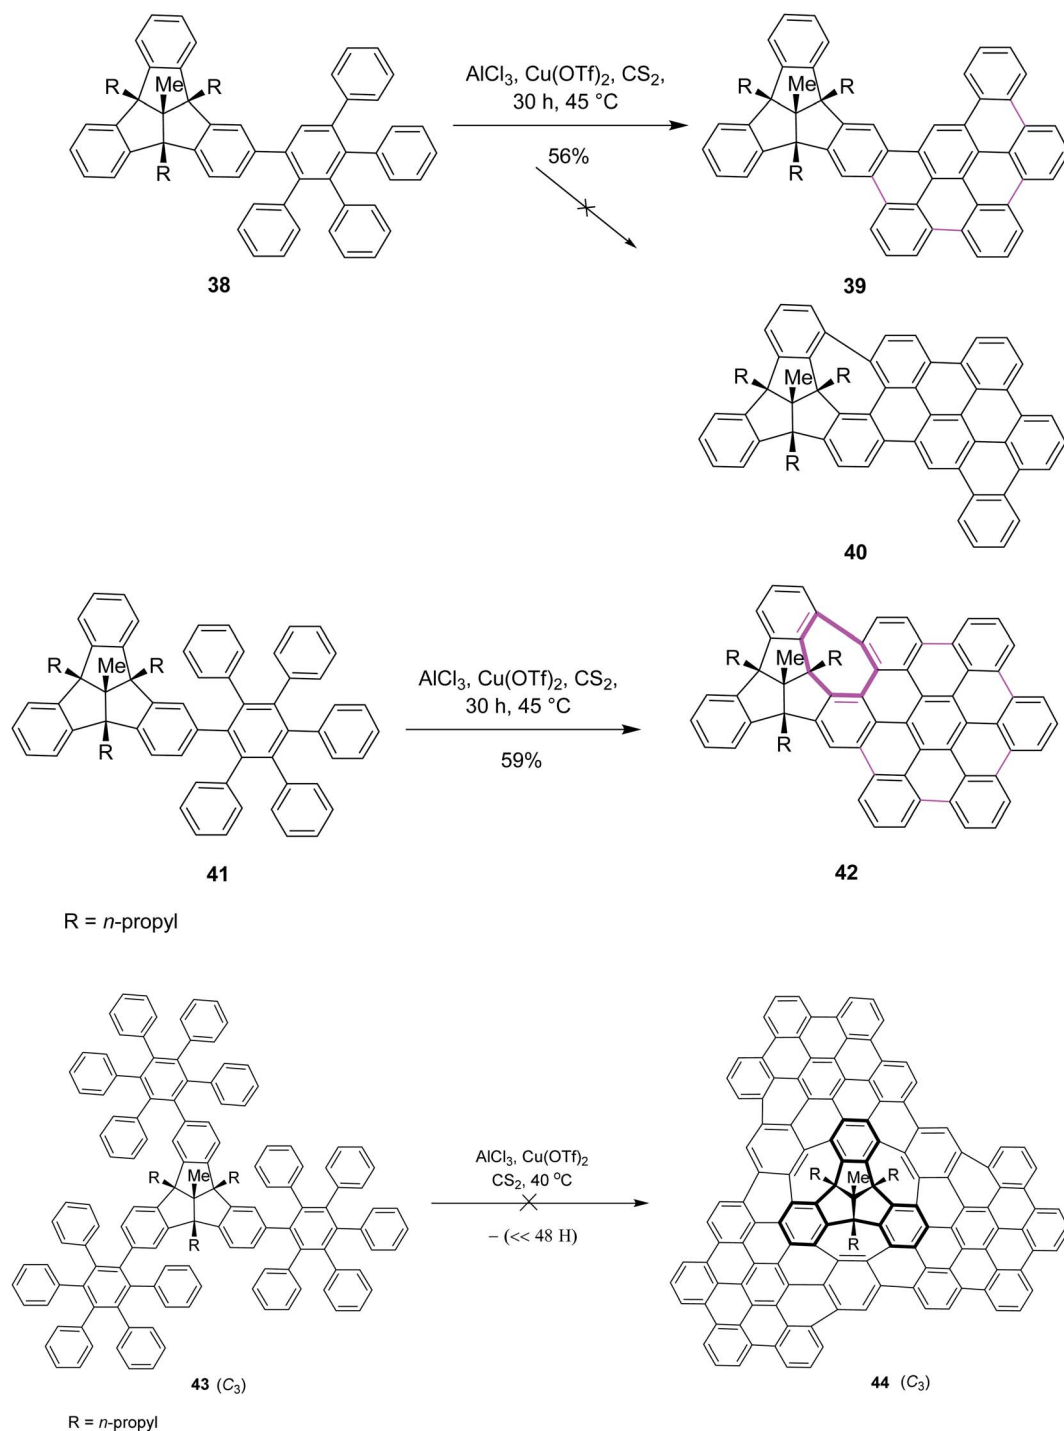 R
Me
R
R
38
AlCl3, Cu(OTf)2, CS2,
30 h, 45 °C
56%
R
Me
R
R
39
R
Me
R
R
40
R
Me
R
R
41
AlCl3, Cu(OTf)2, CS2,
30 h, 45 °C
59%
R
Me
R
R
42
R = n-propyl
R
Me
R
R
43 (C3)
AlCl3, Cu(OTf)2
CS2, 40 °C
– (<< 48 H)
R
Me
R
R
44 (C3)
R = n-propyl